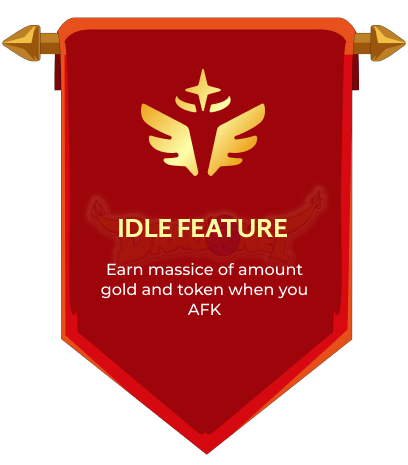 IDLE FEATURE
Earn massice of amount
gold and token when you
AFK